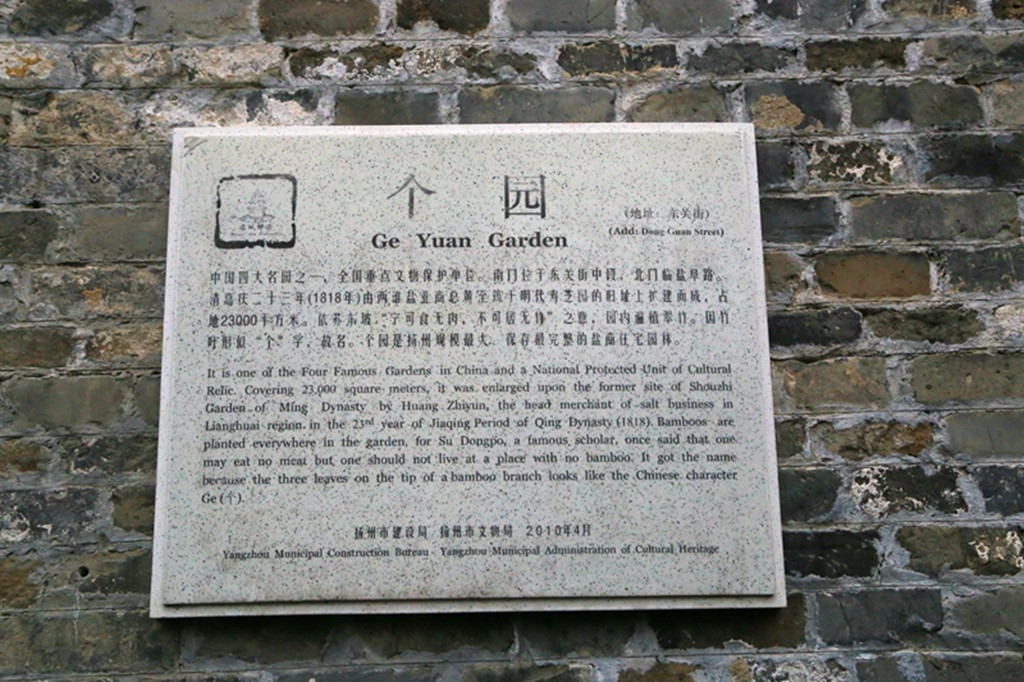 个 园
(地址：东关街)
Ge Yuan Garden
(Add: Dong Guan Street)
中国四大名园之一、全国重点文物保护单位。南门位于东关街中段，北门临盐阜路。
清嘉庆二十三年(1818年)由两淮盐业商总黄至筠于明代寿芝园的旧址上扩建而成，占
地23000平方米。依苏东坡“宁可食无肉，不可居无竹”之意，园内遍植翠竹。因竹
叶形似“个”字，故名。个园是扬州规模最大、保存最完整的盐商住宅园林。
It is one of the Four Famous Gardens in China and a National Protected Unit of Cultural
Relic. Covering 23,000 square meters, it was enlarged upon the former site of Shouzhi
Garden of Ming Dynasty by Huang Zhiyun, the head merchant of salt business in
Lianghuai region in the 23rd year of Jiaqing Period of Qing Dynasty (1818). Bamboos are
planted everywhere in the garden, for Su Dongpo, a famous scholar, once said that one
may eat no meat but one should not live at a place with no bamboo. It got the name
because the three leaves on the tip of a bamboo branch looks like the Chinese character
Ge (个).
扬州市建设局 扬州市文物局 2010年4月
Yangzhou Municipal Construction Bureau Yangzhou Municipal Administration of Cultural Heritage